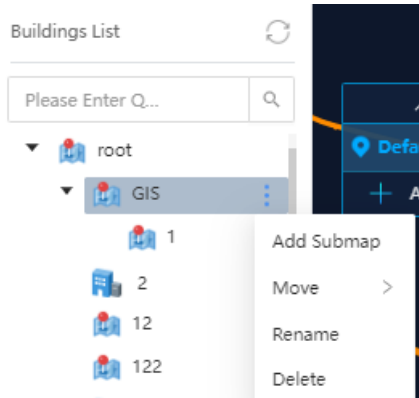 Buildings List
Please Enter Q...
Defa
root
A
GIS
1
Add Submap
2
Move
12
Rename
122
Delete